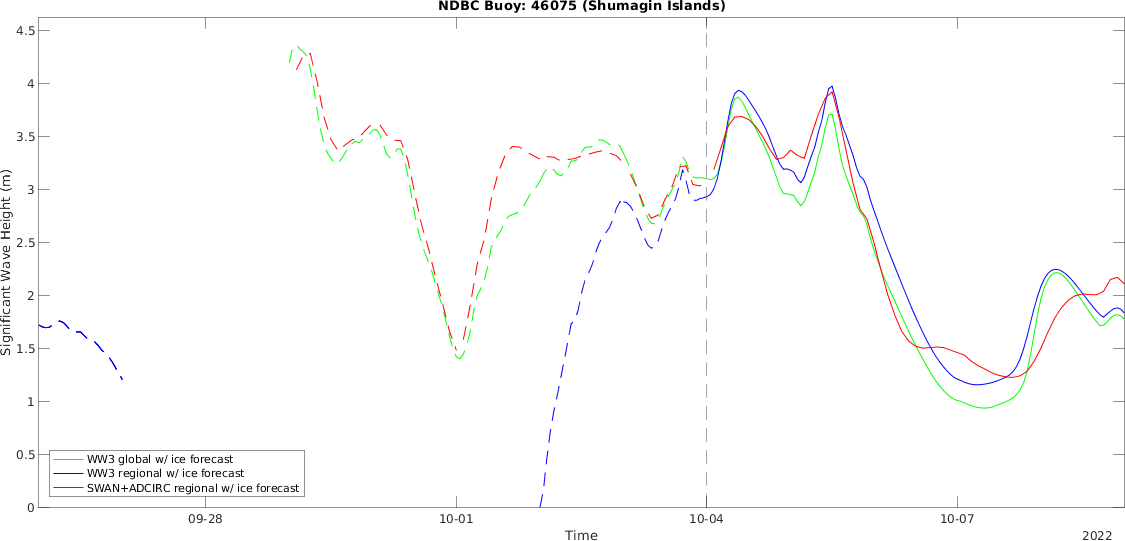 NDBC Buoy: 46075 (Shumagin Islands)
Significant Wave Height (m)
4.5
4
3.5
3
2.5
2
1.5
1
0.5
0
WW3 global w/ ice forecast
WW3 regional w/ ice forecast
SWAN+ADCIRC regional w/ ice forecast
09-28
10-01
10-04
10-07
Time
2022